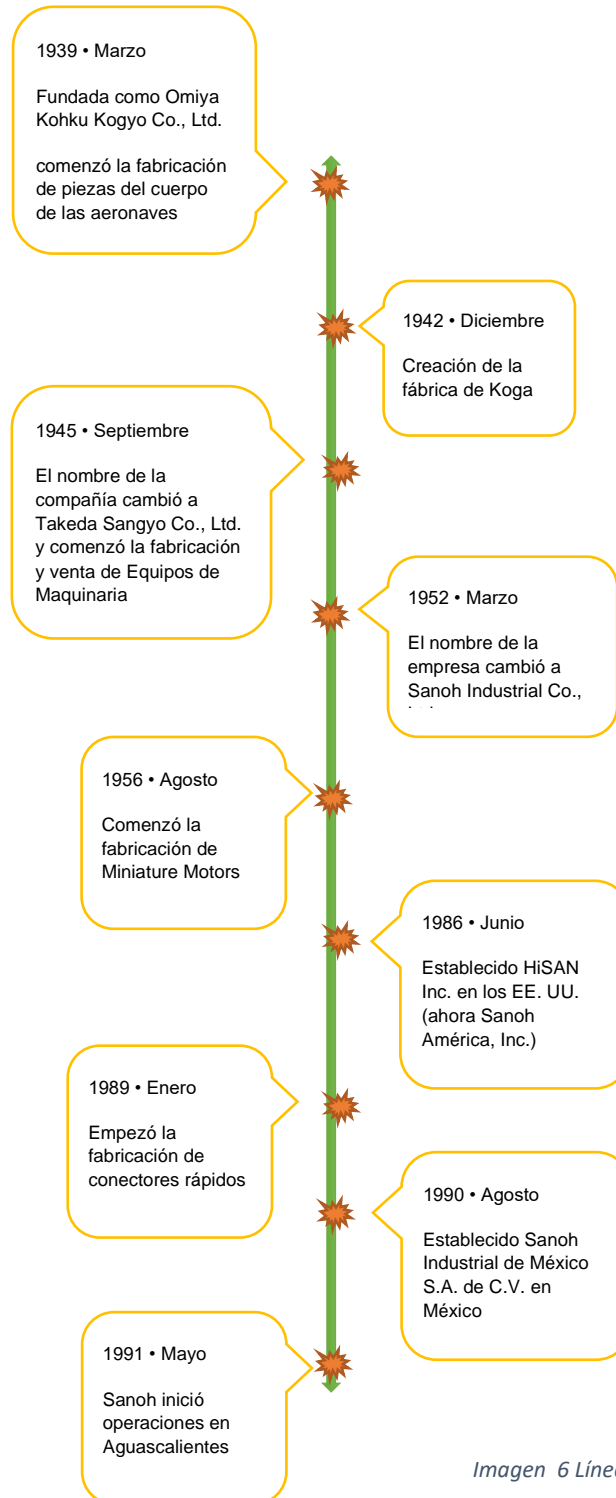 1939 • Marzo
Fundada como Omiya
Kohku Kogyo Co., Ltd.
comenzó la fabricación
de piezas del cuerpo
de las aeronaves
1942 • Diciembre
Creación de la
fábrica de Koga
1945 • Septiembre
El nombre de la
compañía cambió a
Takeda Sangyo Co., Ltd.
y comenzó la fabricación
y venta de Equipos de
Maquinaria
1952 • Marzo
El nombre de la
empresa cambió a
Sanoh Industrial Co.,
1956 • Agosto
Comenzó la
fabricación de
Miniature Motors
1986 • Junio
Establecido HiSAN
Inc. en los EE. UU.
(ahora Sanoh
América, Inc.)
1989 • Enero
Empezó la
fabricación de
conectores rápidos
1990 • Agosto
Establecido Sanoh
Industrial de México
S.A. de C.V. en
México
1991 • Mayo
Sanoh inició
operaciones en
Aguascalientes
Imagen 6 Líne